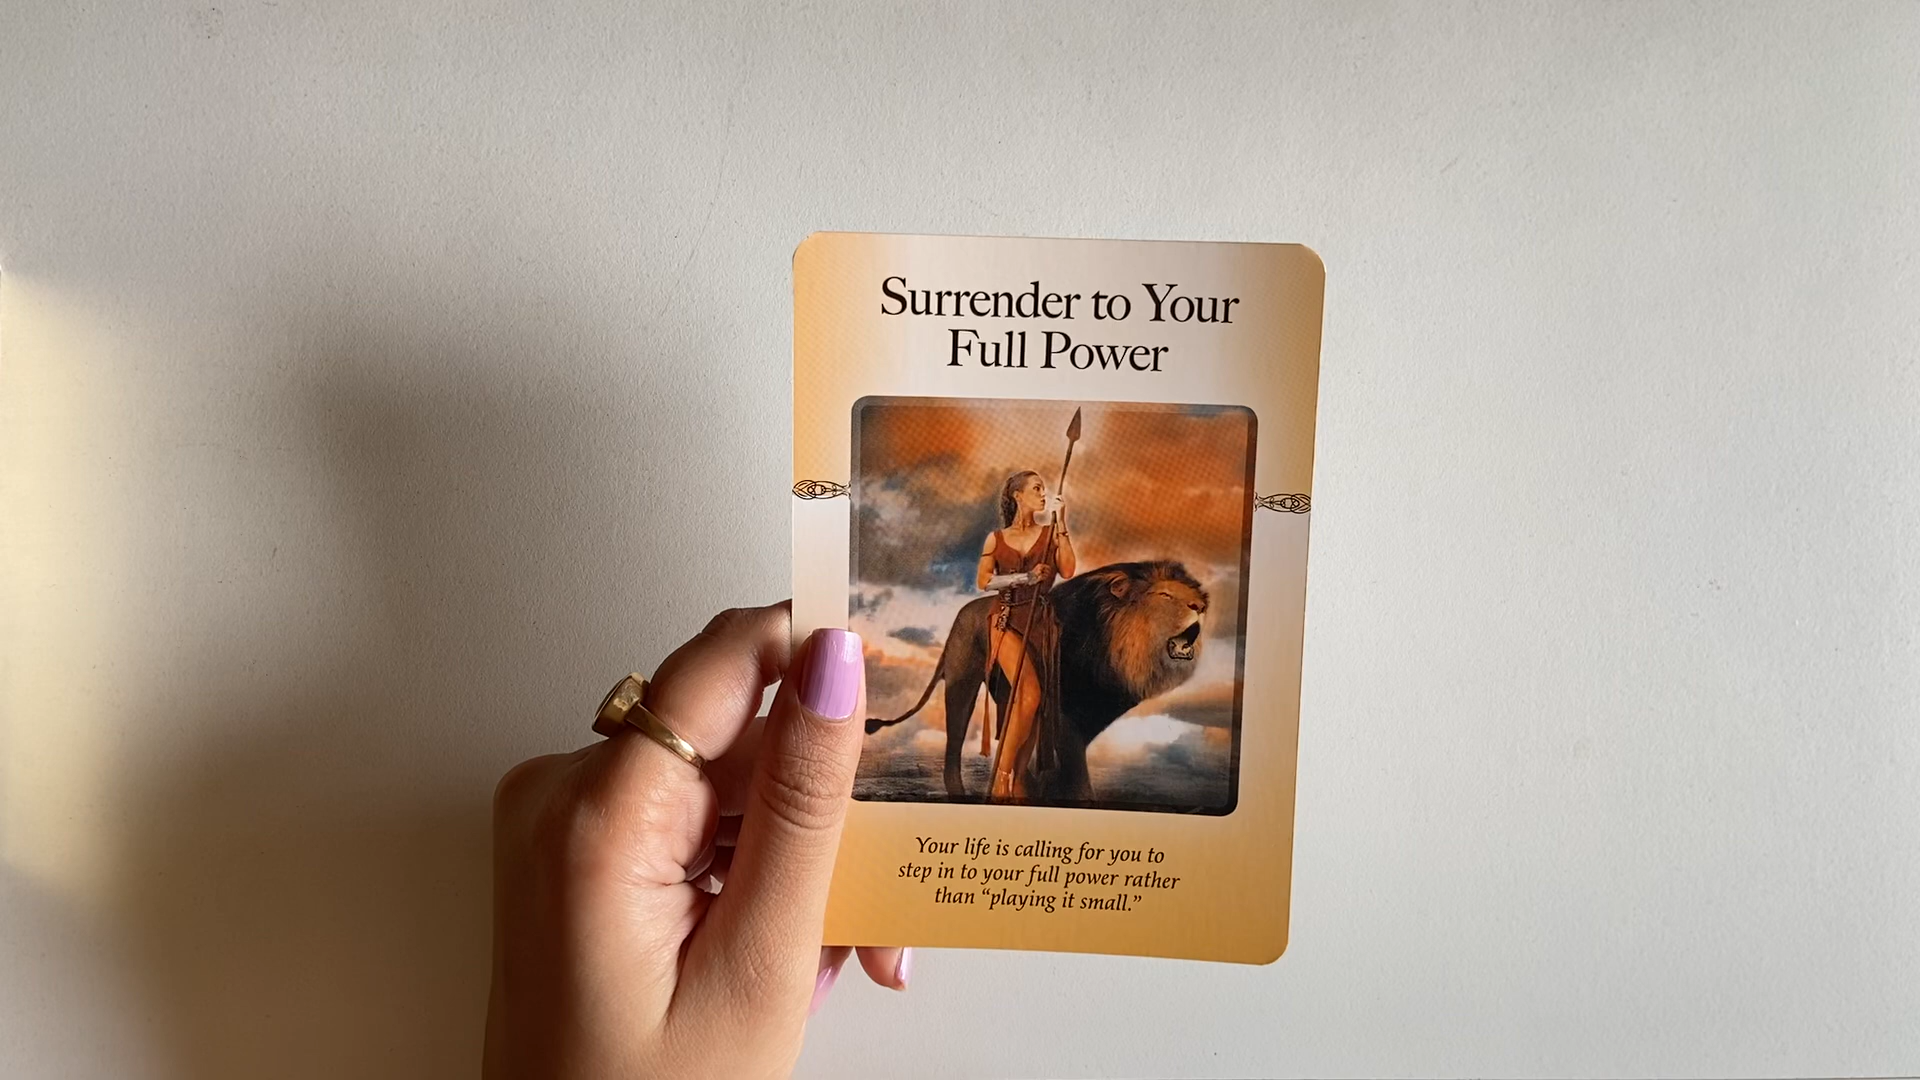 Surrender to Your
Full Power
Your life is calling for you to
step in to your full power rather
than “playing it small.”